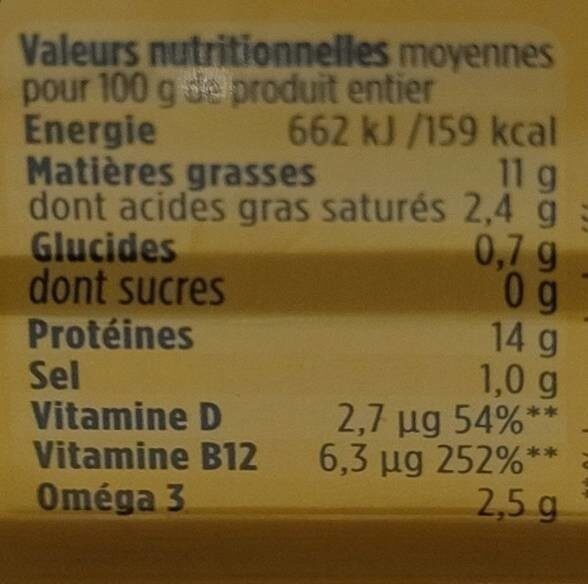 Valeurs nutritionnelles moyennes
pour 100 g de produit entier
Energie 662 kJ /159 kcal
Matières grasses 11 g
dont acides gras saturés 2,4 g
Glucides 0,7 g
dont sucres 0 g
Protéines 14 g
Sel 1,0 g
Vitamine D 2,7 µg 54%**
Vitamine B12 6,3 µg 252%**
Oméga 3 2,5 g